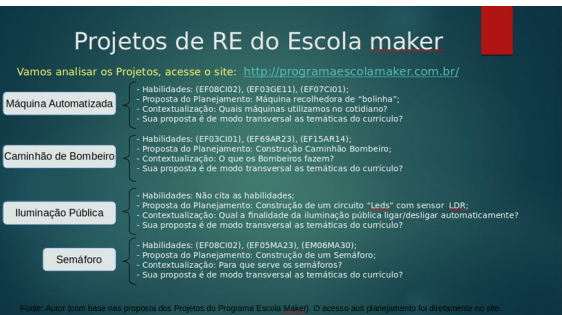 Projetos de RE do Escola maker
Vamos analisar os Projetos, acesse o site: http://programaescolamaker.com.br/
Máquina Automatizada
- Habilidades: (EF08CI02), (EF03GE11), (EF07CI01);
- Proposta do Planejamento: Máquina recolhedora de “bolinha”;
- Contextualização: Quais máquinas utilizamos no cotidiano?
- Sua proposta é de modo transversal as temáticas do currículo?
Caminhão de Bombeiro
- Habilidades: (EF03CI01), (EF69AR23), (EF15AR14);
- Proposta do Planejamento: Construção Caminhão Bombeiro;
- Contextualização: O que os Bombeiros fazem?
- Sua proposta é de modo transversal as temáticas do currículo?
Iluminação Pública
- Habilidades: Não cita as habilidades;
- Proposta do Planejamento: Construção de um circuito “Leds” com sensor LDR;
- Contextualização: Qual a finalidade da iluminação pública ligar/desligar automaticamente?
- Sua proposta é de modo transversal as temáticas do currículo?
Semáforo
- Habilidades: (EF08CI02), (EF05MA23), (EM06MA30);
- Proposta do Planejamento: Construção de um Semáforo;
- Contextualização: Para que serve os semáforos?
- Sua proposta é de modo transversal as temáticas do currículo?
Fonte: Autor (com base nas proposta dos Projetos do Programa Escola Maker). O acesso aos planejamento foi diretamente no site.